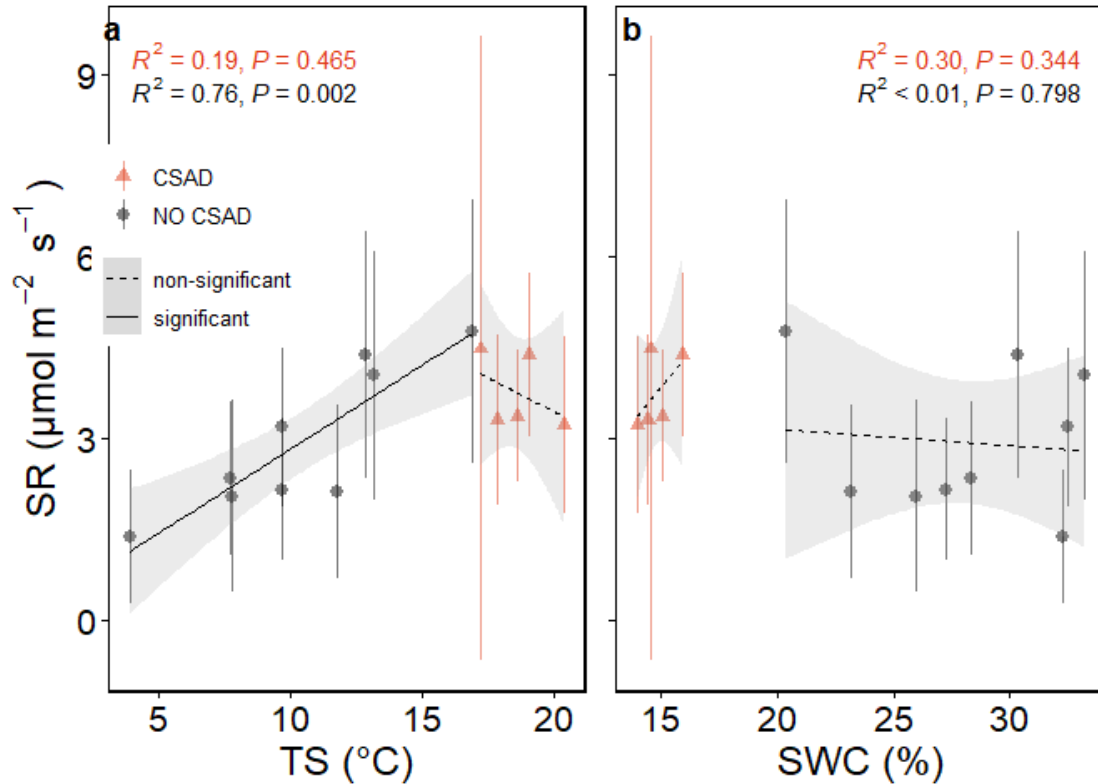 a
R² = 0.19, P = 0.465
R² = 0.76, P = 0.002
CSAD
NO CSAD
non-significant
significant
b
R² = 0.30, P = 0.344
R² < 0.01, P = 0.798
SR (μmol m⁻² s⁻¹)
9
6
3
0
5 10 15 20
TS (°C)
15 20 25 30
SWC (%)